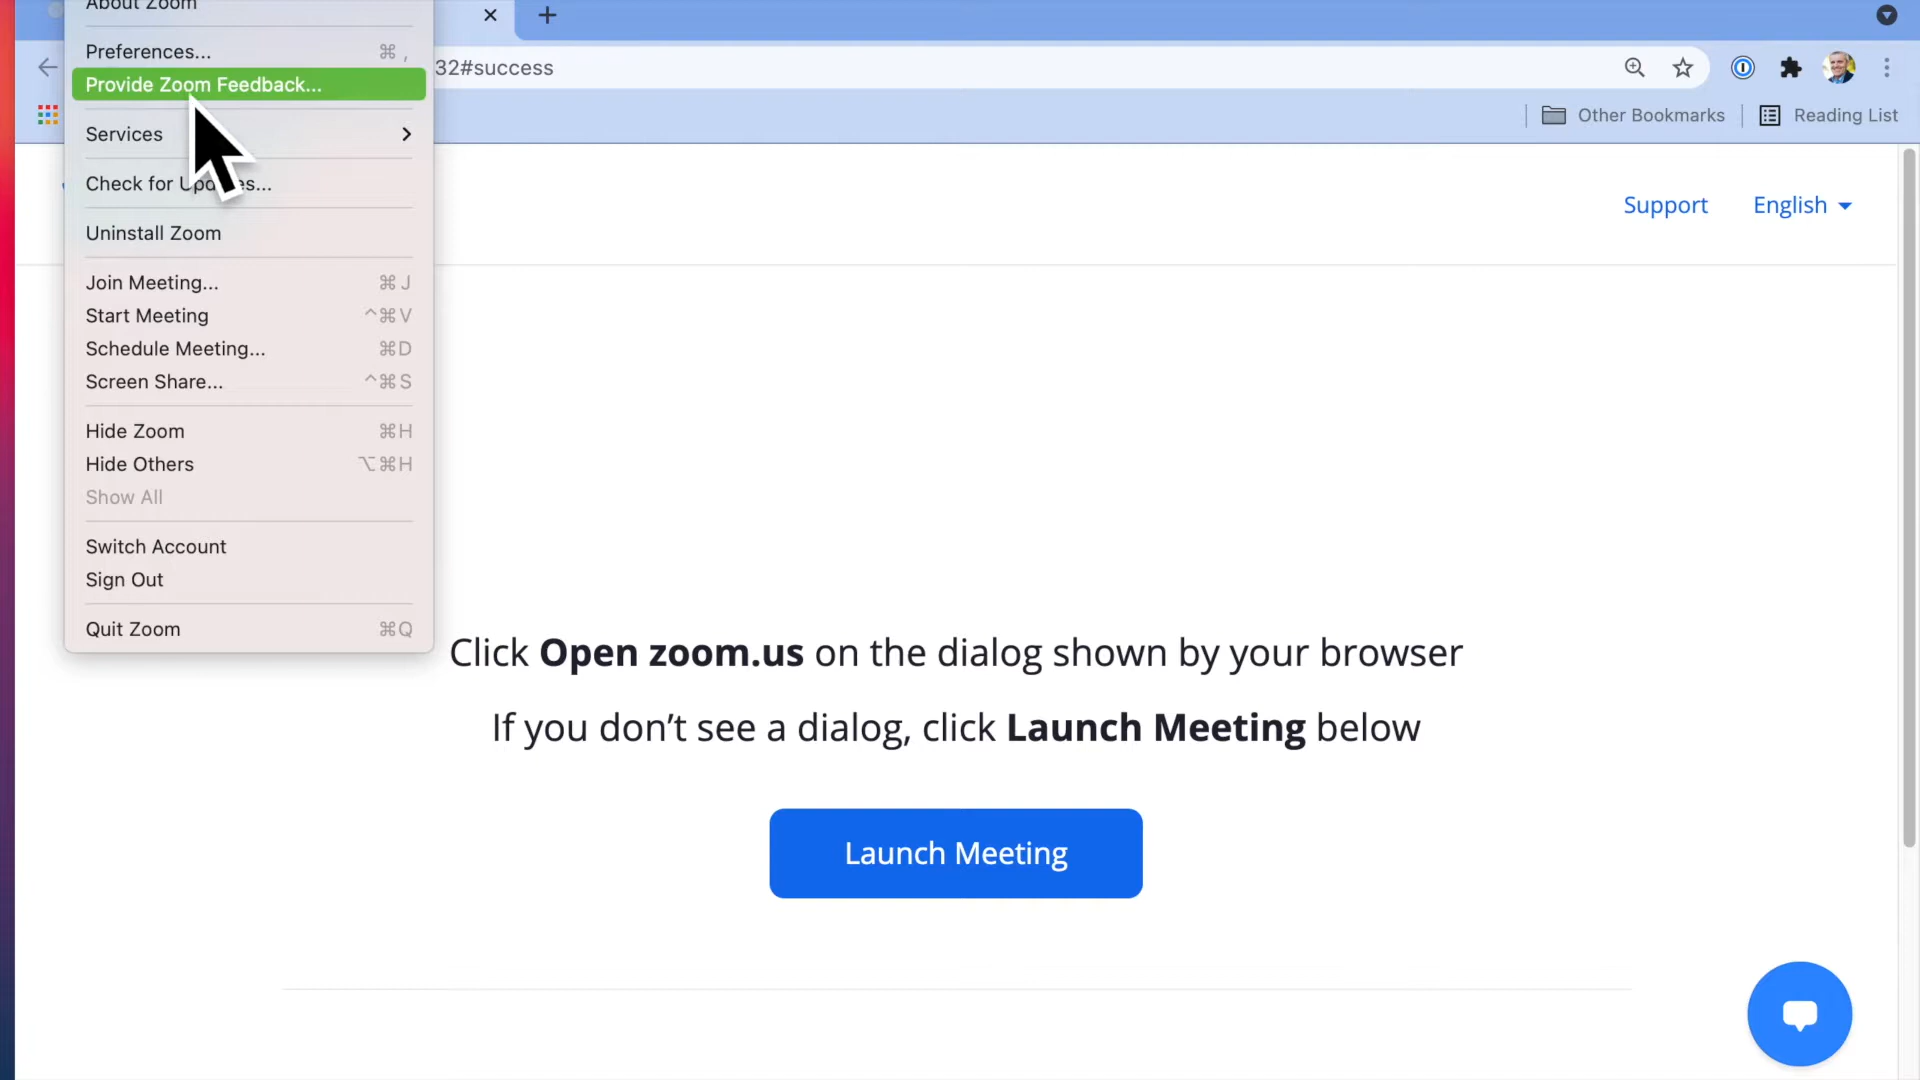 About Zoom
Preferences... ⌘ ,
32#success
Provide Zoom Feedback...
Other Bookmarks
Reading List
Services
Check for Updates...
Support
English
Uninstall Zoom
Join Meeting... ⌘ J
Start Meeting ^⌘V
Schedule Meeting... ⌘D
Screen Share... ^⌘S
Hide Zoom ⌘H
Hide Others ⌥⌘H
Show All
Switch Account
Sign Out
Quit Zoom ⌘Q
Click Open zoom.us on the dialog shown by your browser
If you don’t see a dialog, click Launch Meeting below
Launch Meeting